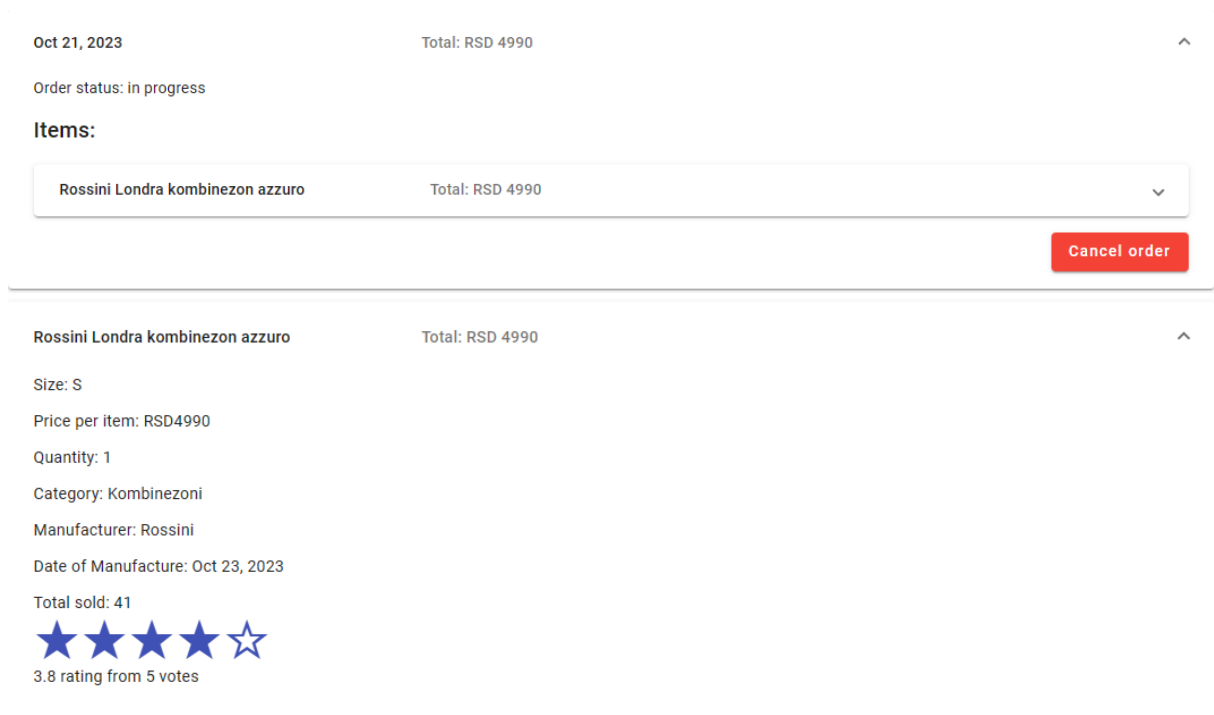 Oct 21, 2023 Total: RSD 4990
Order status: in progress
Items:
Rossini Londra kombinezon azzuro Total: RSD 4990
Cancel order
Rossini Londra kombinezon azzuro Total: RSD 4990
Size: S
Price per item: RSD4990
Quantity: 1
Category: Kombinezoni
Manufacturer: Rossini
Date of Manufacture: Oct 23, 2023
Total sold: 41
3.8 rating from 5 votes